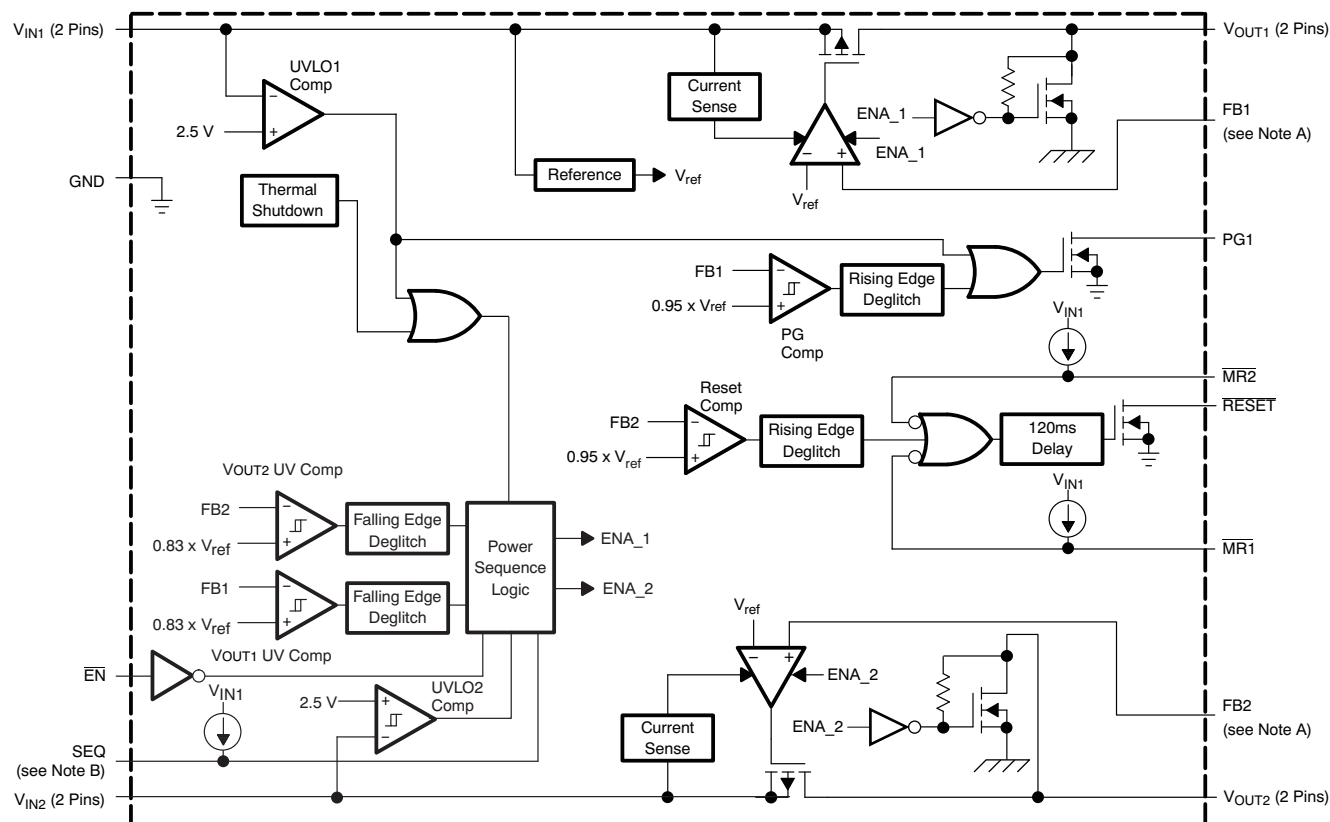 VIN1 (2 Pins)
VOUT1 (2 Pins)
UVLO1
Comp
−
2.5 V
+
Current
Sense
ENA_1
ENA_1
FB1
(see Note A)
−
+
Vref
Reference
Vref
GND
Thermal
Shutdown
PG1
FB1
−
0.95 x Vref
+
PG
Comp
Rising Edge
Deglitch
VIN1
MR2
RESET
Reset
Comp
FB2
−
0.95 x Vref
+
Rising Edge
Deglitch
120ms
Delay
VIN1
MR1
VOUT2 UV Comp
FB2
−
0.83 x Vref
+
Falling Edge
Deglitch
FB1
−
0.83 x Vref
+
Falling Edge
Deglitch
VOUT1 UV Comp
Power
Sequence
Logic
ENA_1
ENA_2
EN
VIN1
UVLO2
Comp
2.5 V
+
−
SEQ
(see Note B)
VIN2 (2 Pins)
Vref
−
+
ENA_2
Current
Sense
ENA_2
FB2
(see Note A)
VOUT2 (2 Pins)